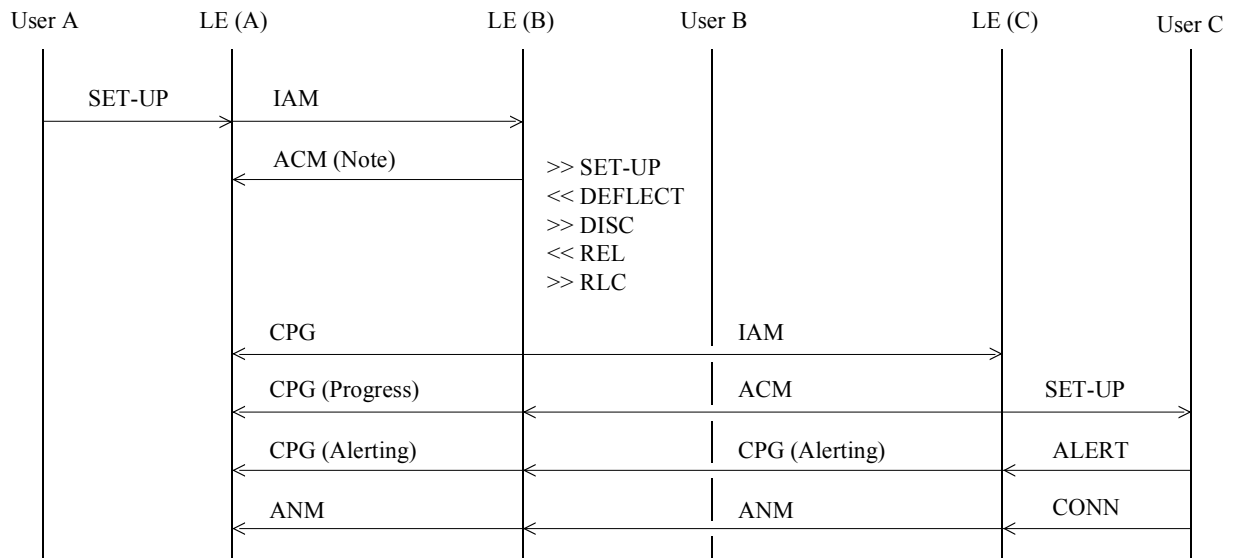 User A LE (A) LE (B) User B LE (C) User C
SET-UP IAM
ACM (Note)
>> SET-UP
<< DEFLECT
>> DISC
<< REL
>> RLC
CPG IAM
CPG (Progress) ACM SET-UP
CPG (Alerting) CPG (Alerting) ALERT
ANM ANM CONN